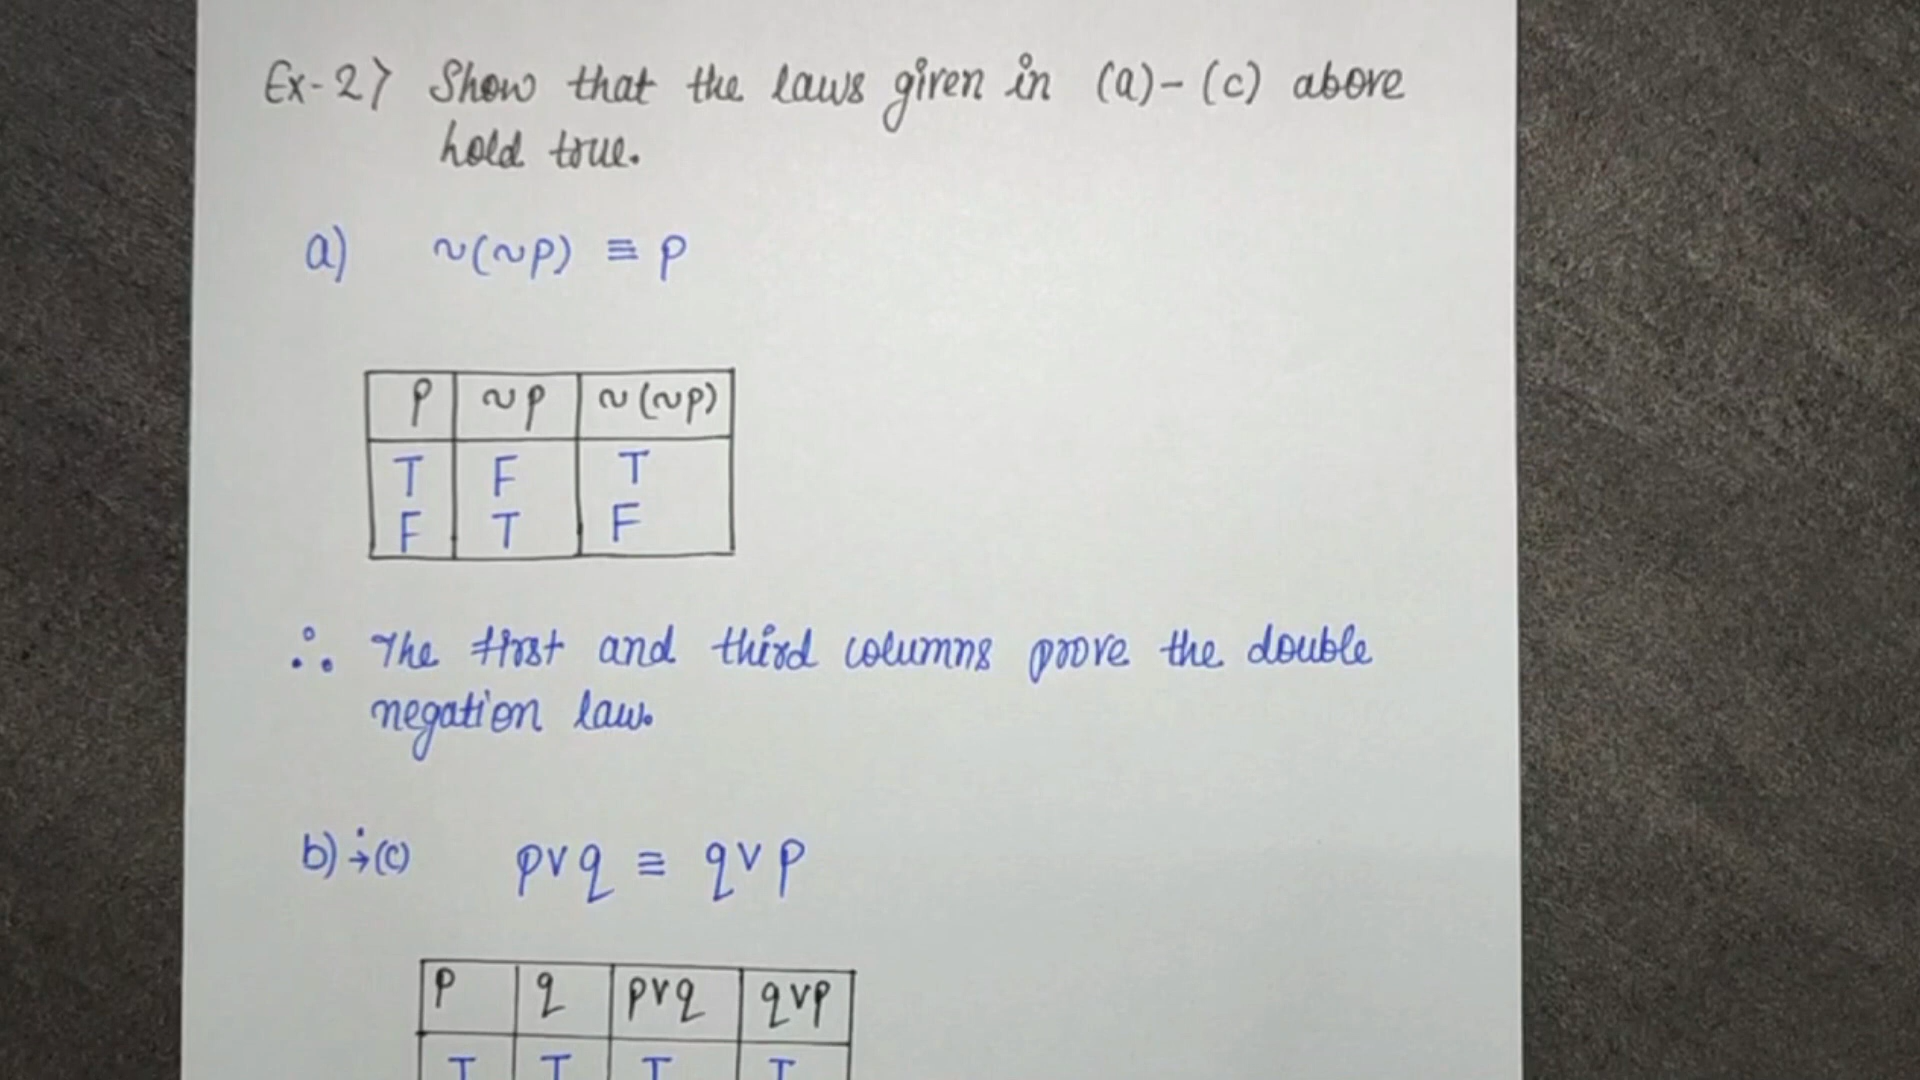 Ex-2> Show that the laws given in (a)-(c) above
hold true.
a) ~(~p) ≡ p
p ~p ~(~p)
T F T
F T F
∴ The first and third columns prove the double
negation law.
b) → (c) p∨q ≡ q∨p
p q p∨q q∨p
T T T T